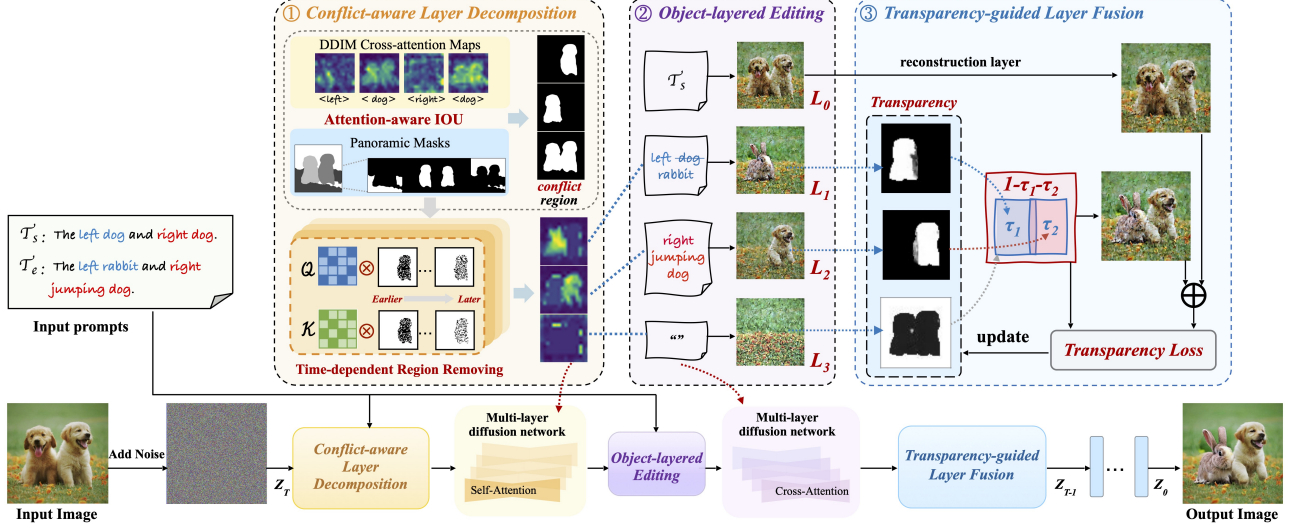 ① Conflict-aware Layer Decomposition
DDIM Cross-attention Maps
<left> <dog> <right> <dog>
Attention-aware IOU
Panoramic Masks
conflict
region
Q
Earlier Later
K
Time-dependent Region Removing
② Object-layered Editing
𝒯s
L0
left dog
rabbit
L1
right
jumping
dog
L2
“”
L3
③ Transparency-guided Layer Fusion
reconstruction layer
Transparency
1-τ1-τ2
τ1 τ2
update
Transparency Loss
𝒯s: The left dog and right dog.
𝒯e: The left rabbit and right
jumping dog.
Input prompts
Input Image
Add Noise
ZT
Conflict-aware
Layer
Decomposition
Multi-layer
diffusion network
Self-Attention
Object-layered
Editing
Multi-layer
diffusion network
Cross-Attention
Transparency-guided
Layer Fusion
ZT-1
...
Z0
Output Image